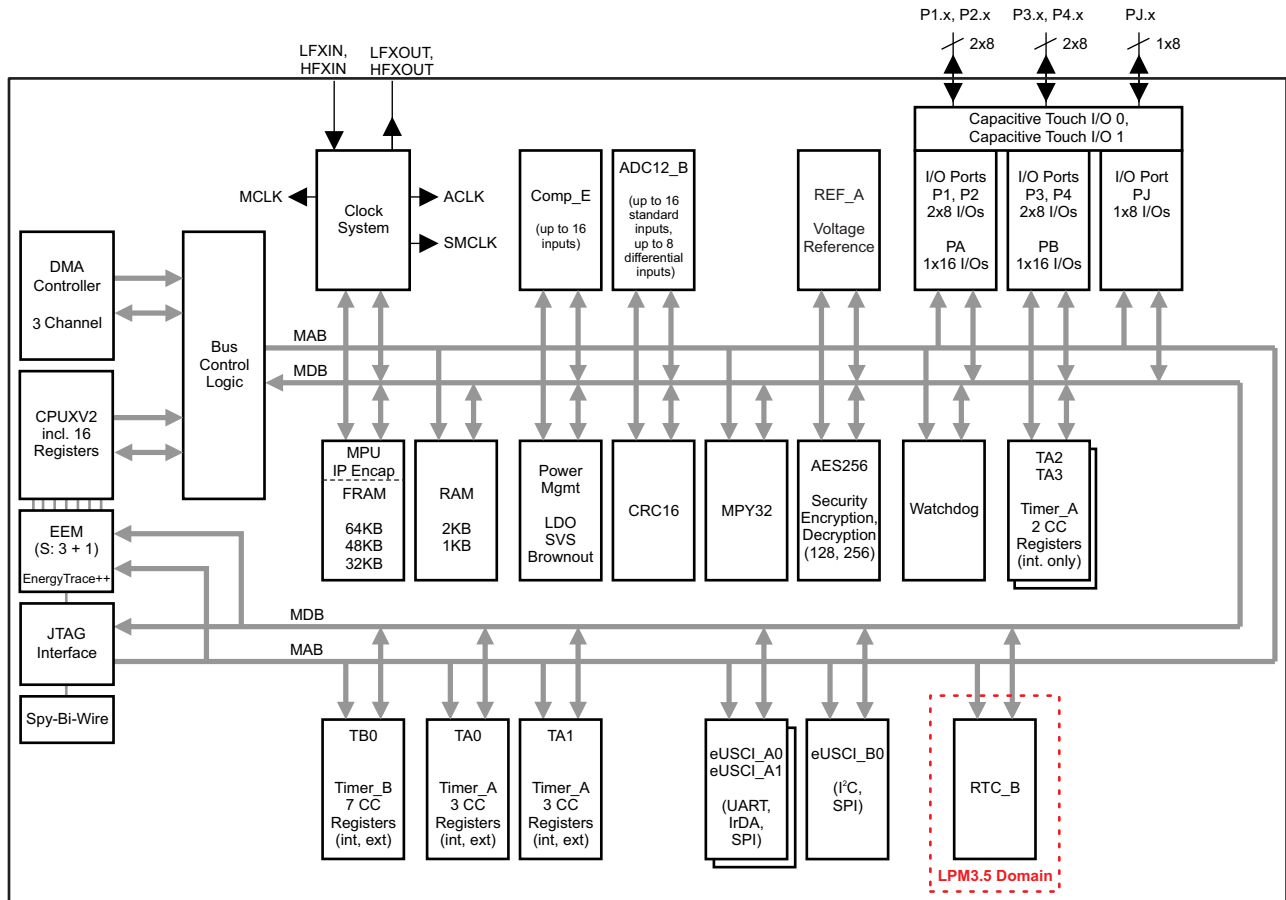 P1.x, P2.x
P3.x, P4.x
PJ.x
2x8
2x8
1x8
LFXIN,
HFXIN
LFXOUT,
HFXOUT
Capacitive Touch I/O 0,
Capacitive Touch I/O 1
MCLK
Clock
System
ACLK
SMCLK
Comp_E
(up to 16
inputs)
ADC12_B
(up to 16
standard
inputs,
up to 8
differential
inputs)
REF_A
Voltage
Reference
I/O Ports
P1, P2
2x8 I/Os
PA
1x16 I/Os
I/O Ports
P3, P4
2x8 I/Os
PB
1x16 I/Os
I/O Port
PJ
1x8 I/Os
DMA
Controller
3 Channel
Bus
Control
Logic
MAB
MDB
CPUXV2
incl. 16
Registers
MPU
IP Encap
FRAM
64KB
48KB
32KB
RAM
2KB
1KB
Power
Mgmt
LDO
SVS
Brownout
CRC16
MPY32
AES256
Security
Encryption,
Decryption
(128, 256)
Watchdog
TA2
TA3
Timer_A
2 CC
Registers
(int. only)
EEM
(S: 3 + 1)
EnergyTrace++
MDB
MAB
JTAG
Interface
Spy-Bi-Wire
TB0
Timer_B
7 CC
Registers
(int, ext)
TA0
Timer_A
3 CC
Registers
(int, ext)
TA1
Timer_A
3 CC
Registers
(int, ext)
eUSCI_A0
eUSCI_A1
(UART,
IrDA,
SPI)
eUSCI_B0
(I²C,
SPI)
RTC_B
LPM3.5 Domain